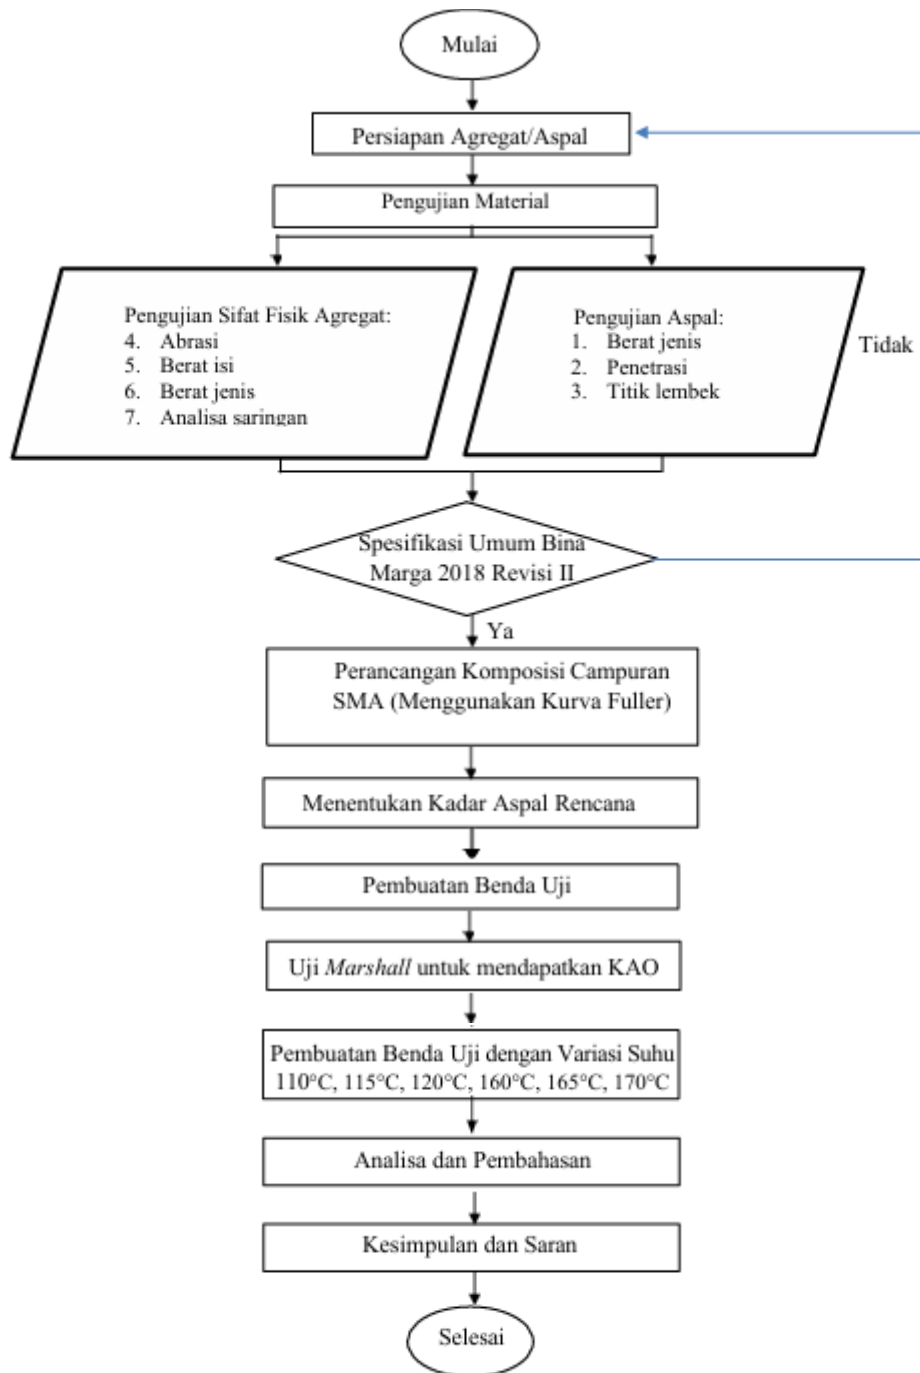 Mulai
Persiapan Agregat/Aspal
Pengujian Material
Pengujian Sifat Fisik Agregat:
4. Abrasi
5. Berat isi
6. Berat jenis
7. Analisa saringan
Pengujian Aspal:
1. Berat jenis
2. Penetrasi
3. Titik lembek
Tidak
Spesifikasi Umum Bina
Marga 2018 Revisi II
Ya
Perancangan Komposisi Campuran
SMA (Menggunakan Kurva Fuller)
Menentukan Kadar Aspal Rencana
Pembuatan Benda Uji
Uji Marshall untuk mendapatkan KAO
Pembuatan Benda Uji dengan Variasi Suhu
110°C, 115°C, 120°C, 160°C, 165°C, 170°C
Analisa dan Pembahasan
Kesimpulan dan Saran
Selesai